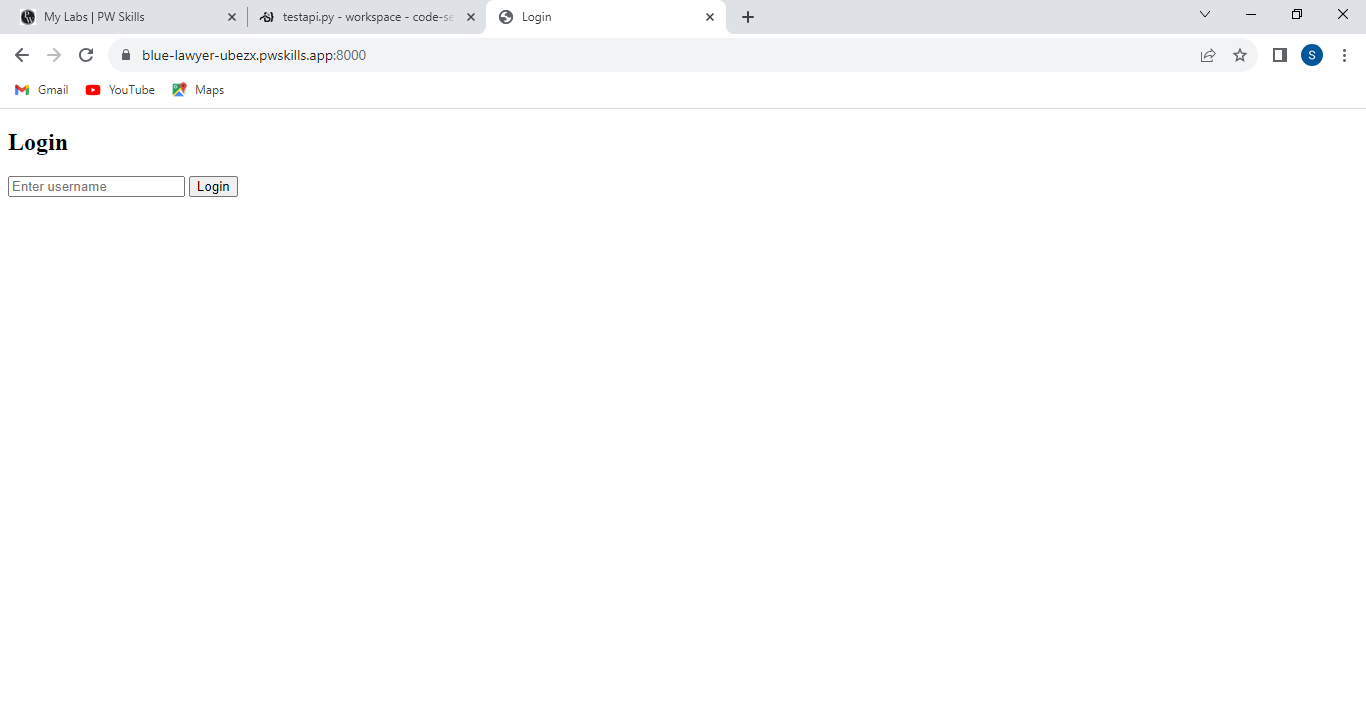 My Labs | PW Skills
testapi.py - workspace - code-se
Login
blue-lawyer-ubezx.pwskills.app:8000
S
Gmail
YouTube
Maps
Login
Enter username
Login